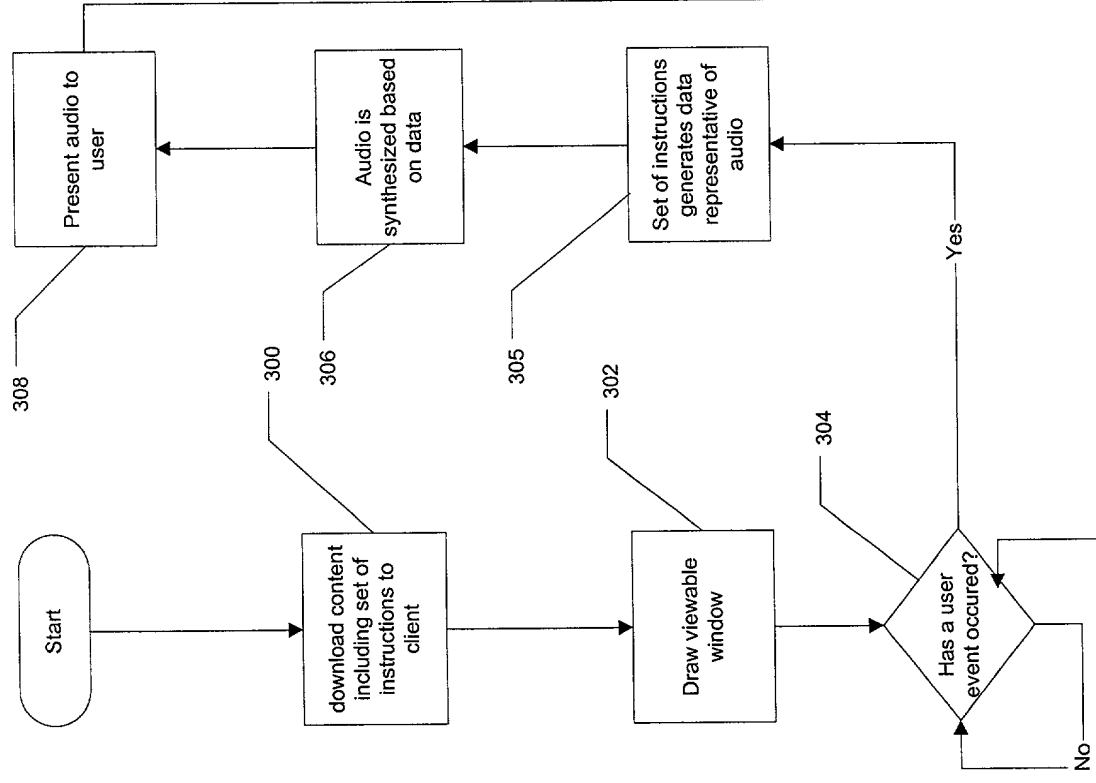 Start
download content
including set of
instructions to
client
300
Draw viewable
window
302
Has a user
event occured?
304
No
Yes
Set of instructions
generates data
representative of
audio
305
Audio is
synthesized based
on data
306
Present audio to
user
308